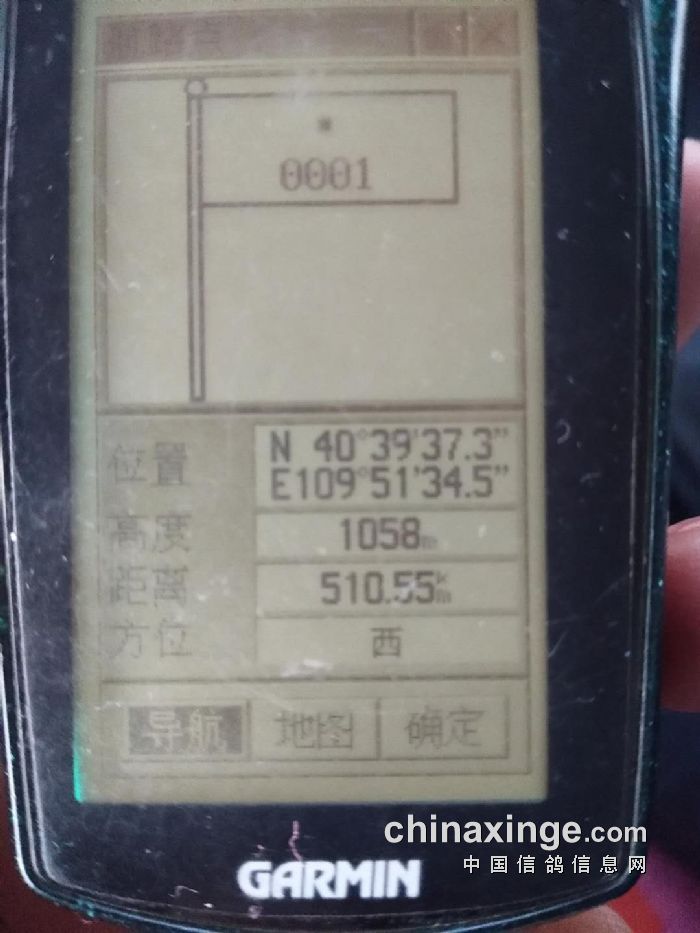 0001
位置
N 40°39'37.3"
E109°51'34.5"
高度 1058m
距离 510.55km
方位 西
导航 地图 确定
chinaxinge.com
中国信鸽信息网
GARMIN